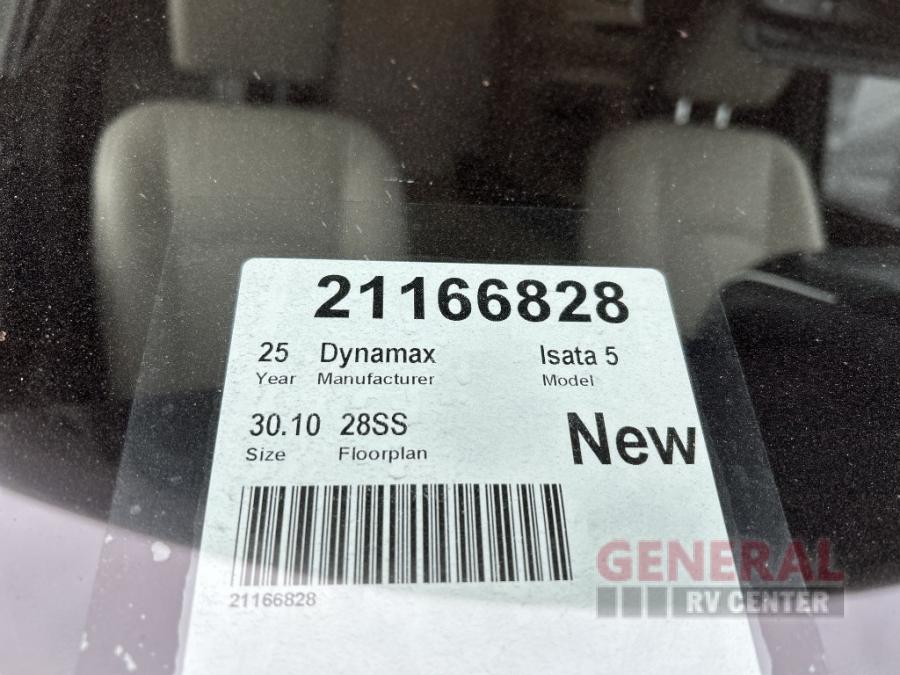 21166828
25 Dynamax Isata 5
Year Manufacturer Model
30.10 28SS New
Size Floorplan
21166828
GENERAL
RV CENTER